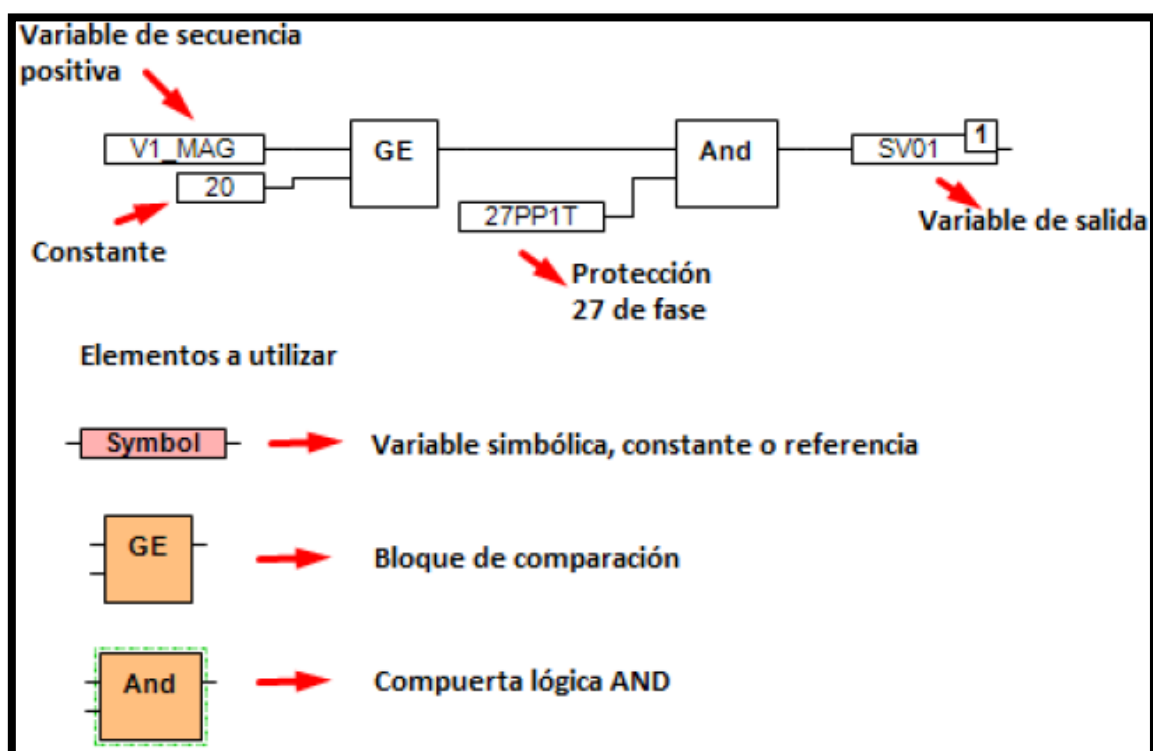 Variable de secuencia
positiva
V1_MAG
GE
And
SV01
1
20
27PP1T
Variable de salida
Constante
Protección
27 de fase
Elementos a utilizar
Symbol
Variable simbólica, constante o referencia
GE
Bloque de comparación
And
Compuerta lógica AND